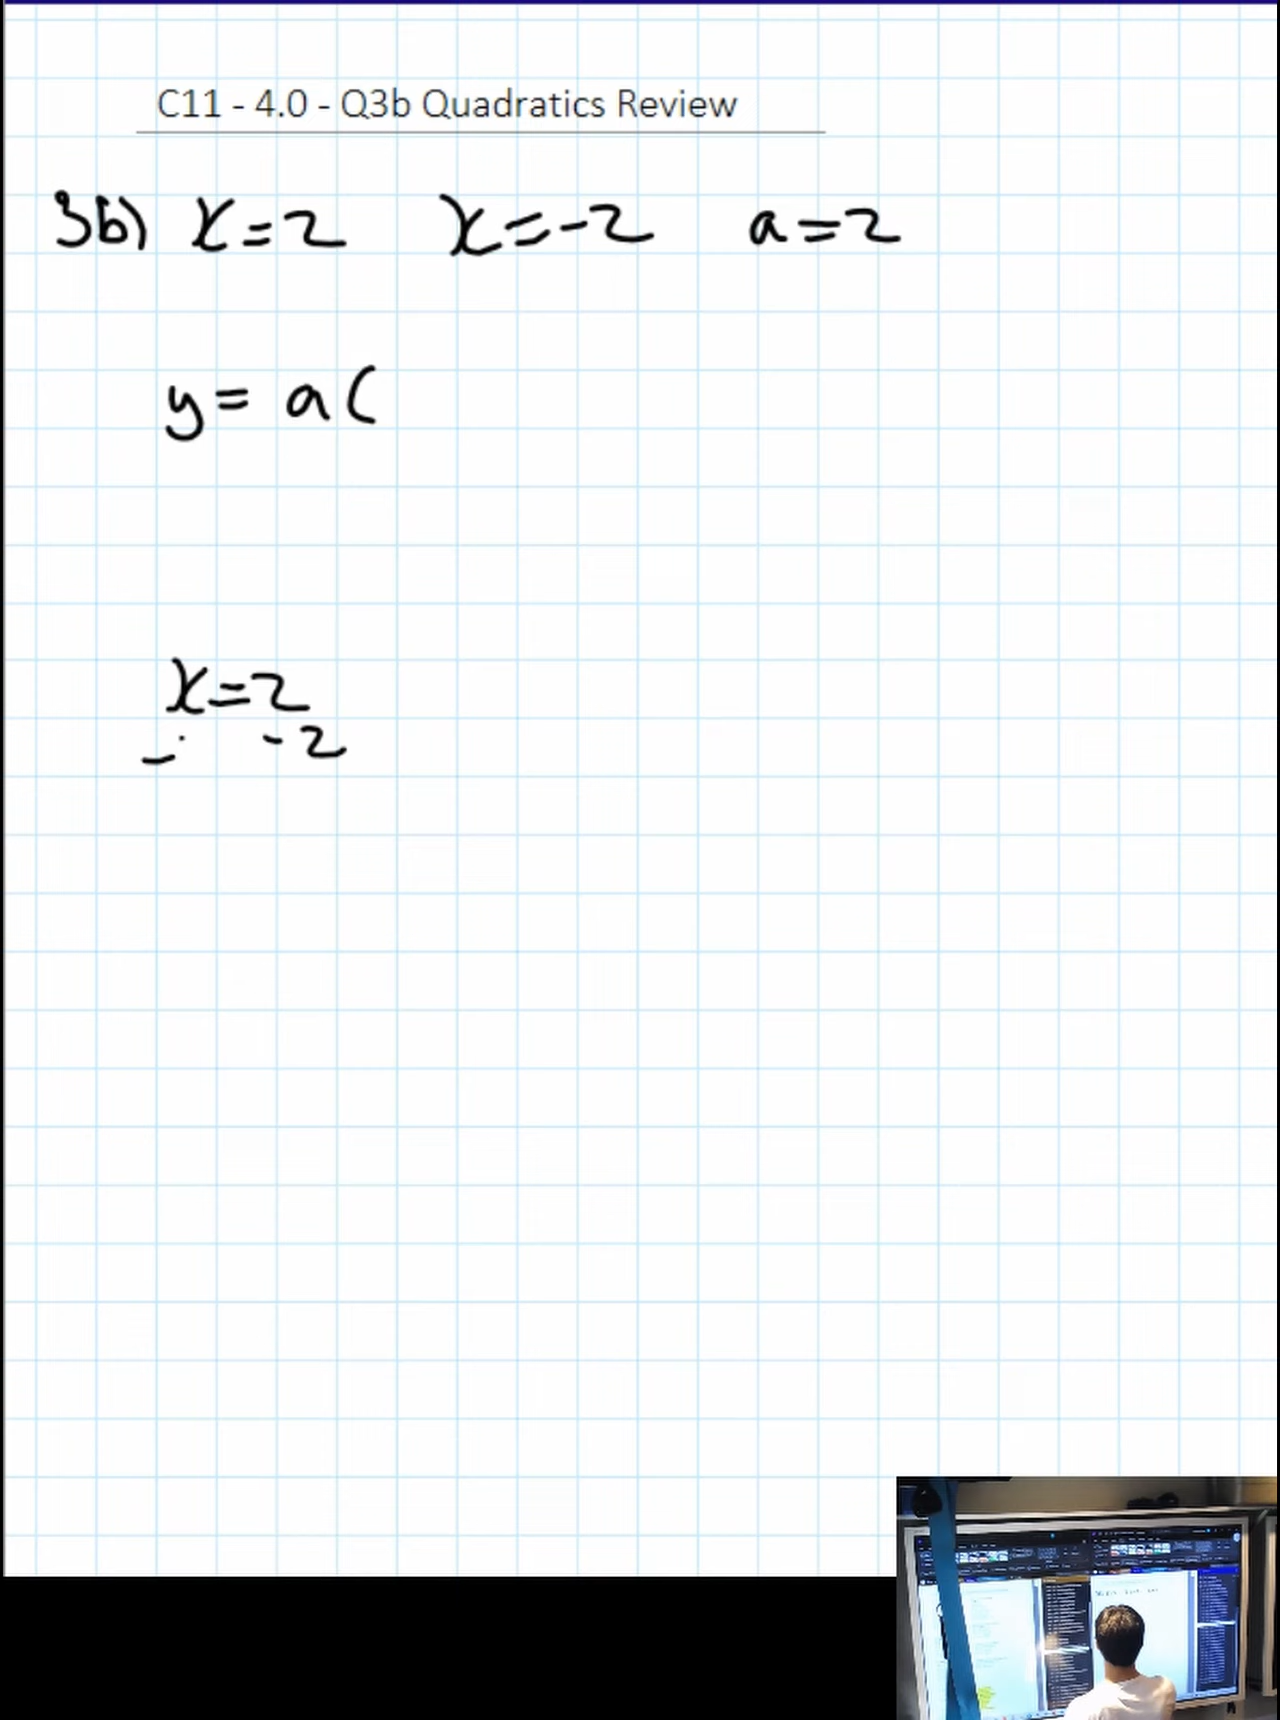 C11 - 4.0 - Q3b Quadratics Review
3b) x=2 x=-2 a=2
y= a(
x=2
- -2